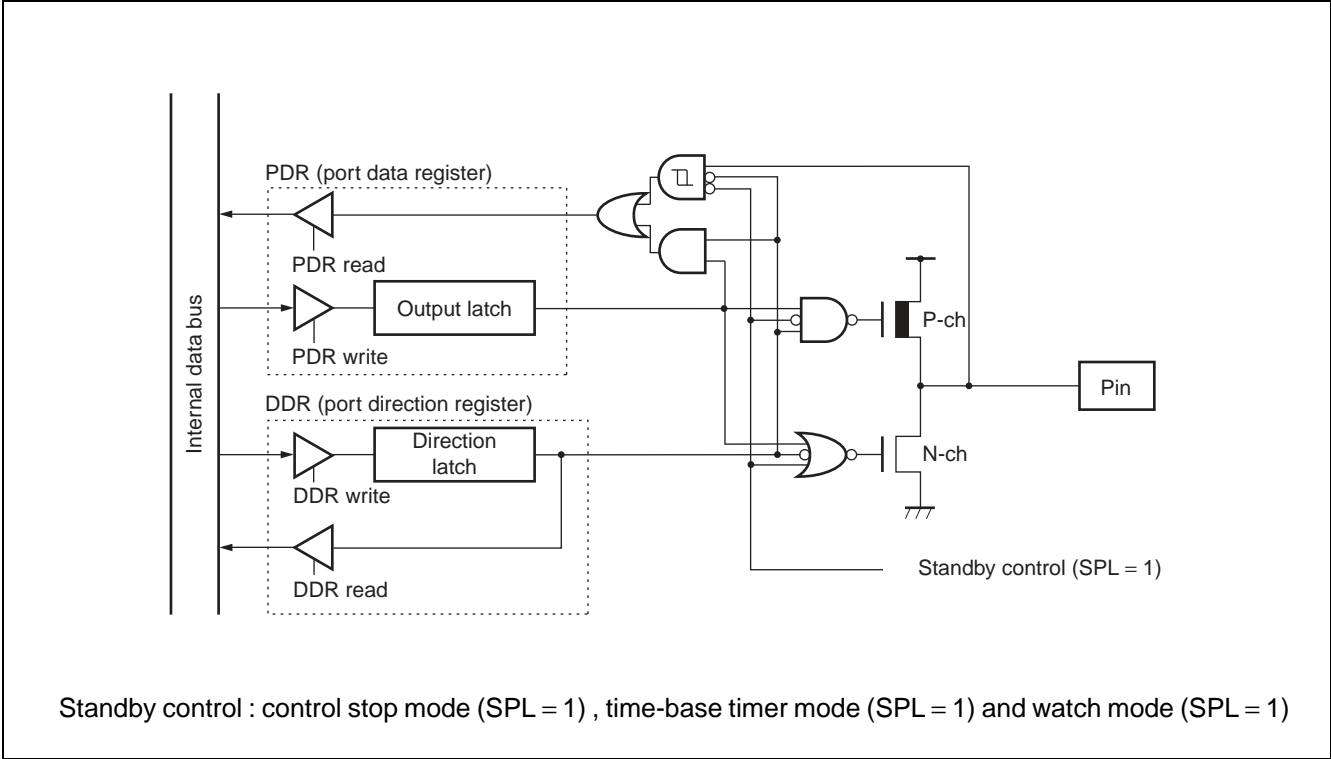 PDR (port data register)
PDR read
Internal data bus
Output latch
P-ch
PDR write
Pin
DDR (port direction register)
Direction
latch
N-ch
DDR write
Standby control (SPL = 1)
DDR read
Standby control : control stop mode (SPL = 1) , time-base timer mode (SPL = 1) and watch mode (SPL = 1)